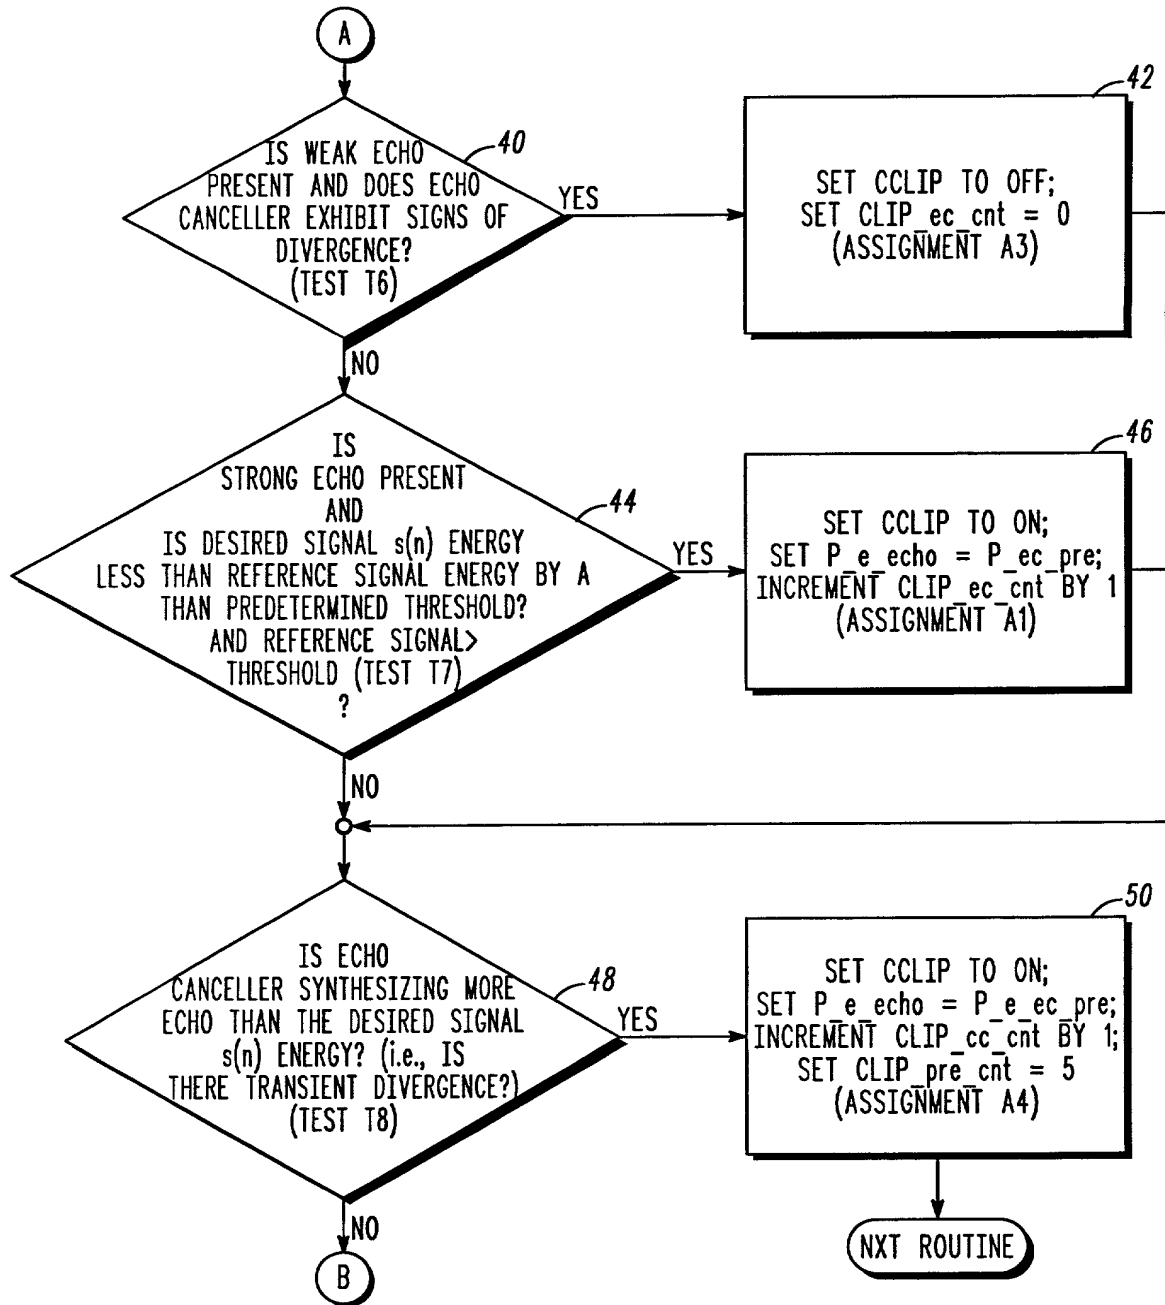 A
40
IS WEAK ECHO
PRESENT AND DOES ECHO
CANCELLER EXHIBIT SIGNS OF
DIVERGENCE?
(TEST T6)
YES
42
SET CCLIP TO OFF;
SET CLIP_ec_cnt = 0
(ASSIGNMENT A3)
NO
44
IS
STRONG ECHO PRESENT
AND
IS DESIRED SIGNAL s(n) ENERGY
LESS THAN REFERENCE SIGNAL ENERGY BY A
THAN PREDETERMINED THRESHOLD?
AND REFERENCE SIGNAL>
THRESHOLD (TEST T7)
?
YES
46
SET CCLIP TO ON;
SET P_e_echo = P_ec_pre;
INCREMENT CLIP_ec_cnt BY 1
(ASSIGNMENT A1)
NO
48
IS ECHO
CANCELLER SYNTHESIZING MORE
ECHO THAN THE DESIRED SIGNAL
s(n) ENERGY? (i.e., IS
THERE TRANSIENT DIVERGENCE?)
(TEST T8)
YES
50
SET CCLIP TO ON;
SET P_e_echo = P_e_ec_pre;
INCREMENT CLIP_cc_cnt BY 1;
SET CLIP_pre_cnt = 5
(ASSIGNMENT A4)
NO
B
NXT ROUTINE